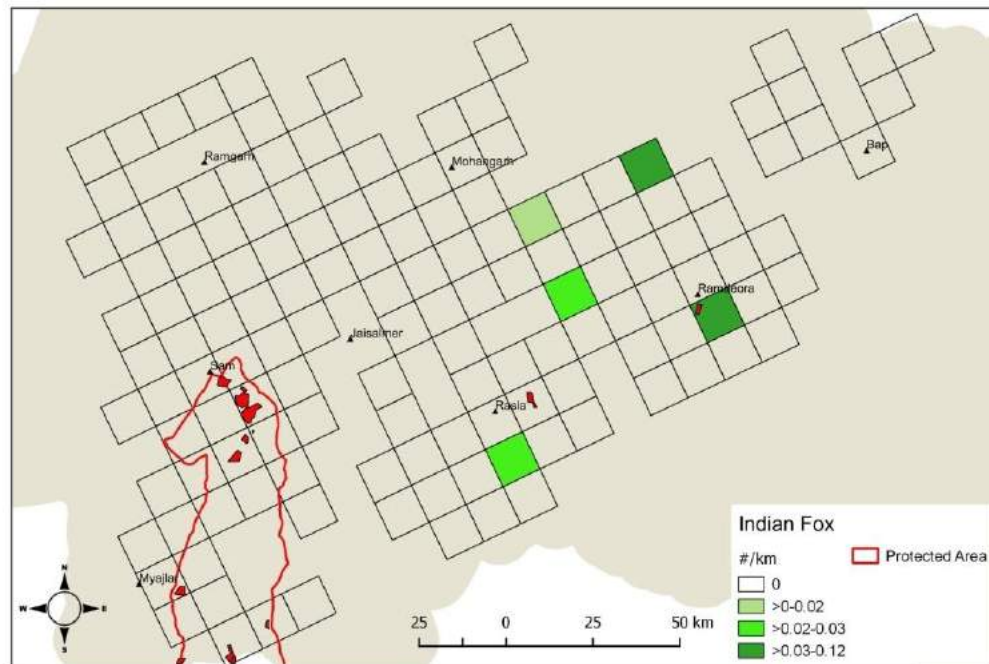 Ramgarh
Mohangarh
Bap
Ramdeora
Jaisalmer
Sam
Rasla
Myajlar
N
W
E
S
25 0 25 50 km
Indian Fox
#/km
Protected Area
0
>0-0.02
>0.02-0.03
>0.03-0.12